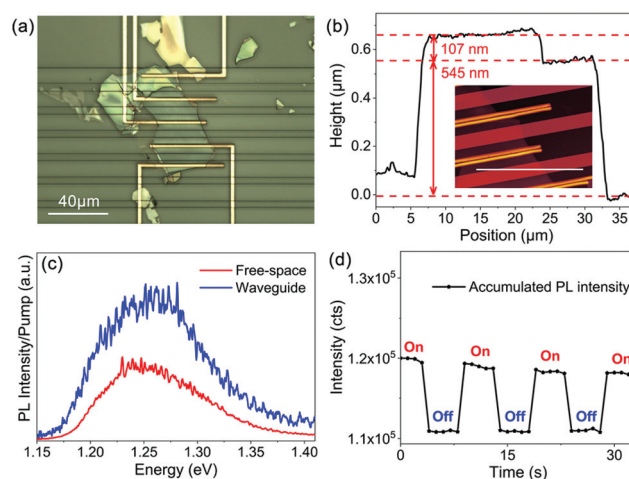 (a)
40μm
(b)
Height (μm)
0.6
0.4
0.2
0.0
107 nm
545 nm
0 5 10 15 20 25 30 35
Position (μm)
(c)
PL Intensity/Pump (a.u.)
Free-space
Waveguide
1.15 1.20 1.25 1.30 1.35 1.40
Energy (eV)
(d)
Intensity (cts)
1.3x10⁵
1.2x10⁵
1.1x10⁵
Accumulated PL intensity
On On On On
Off Off Off
0 15 30
Time (s)